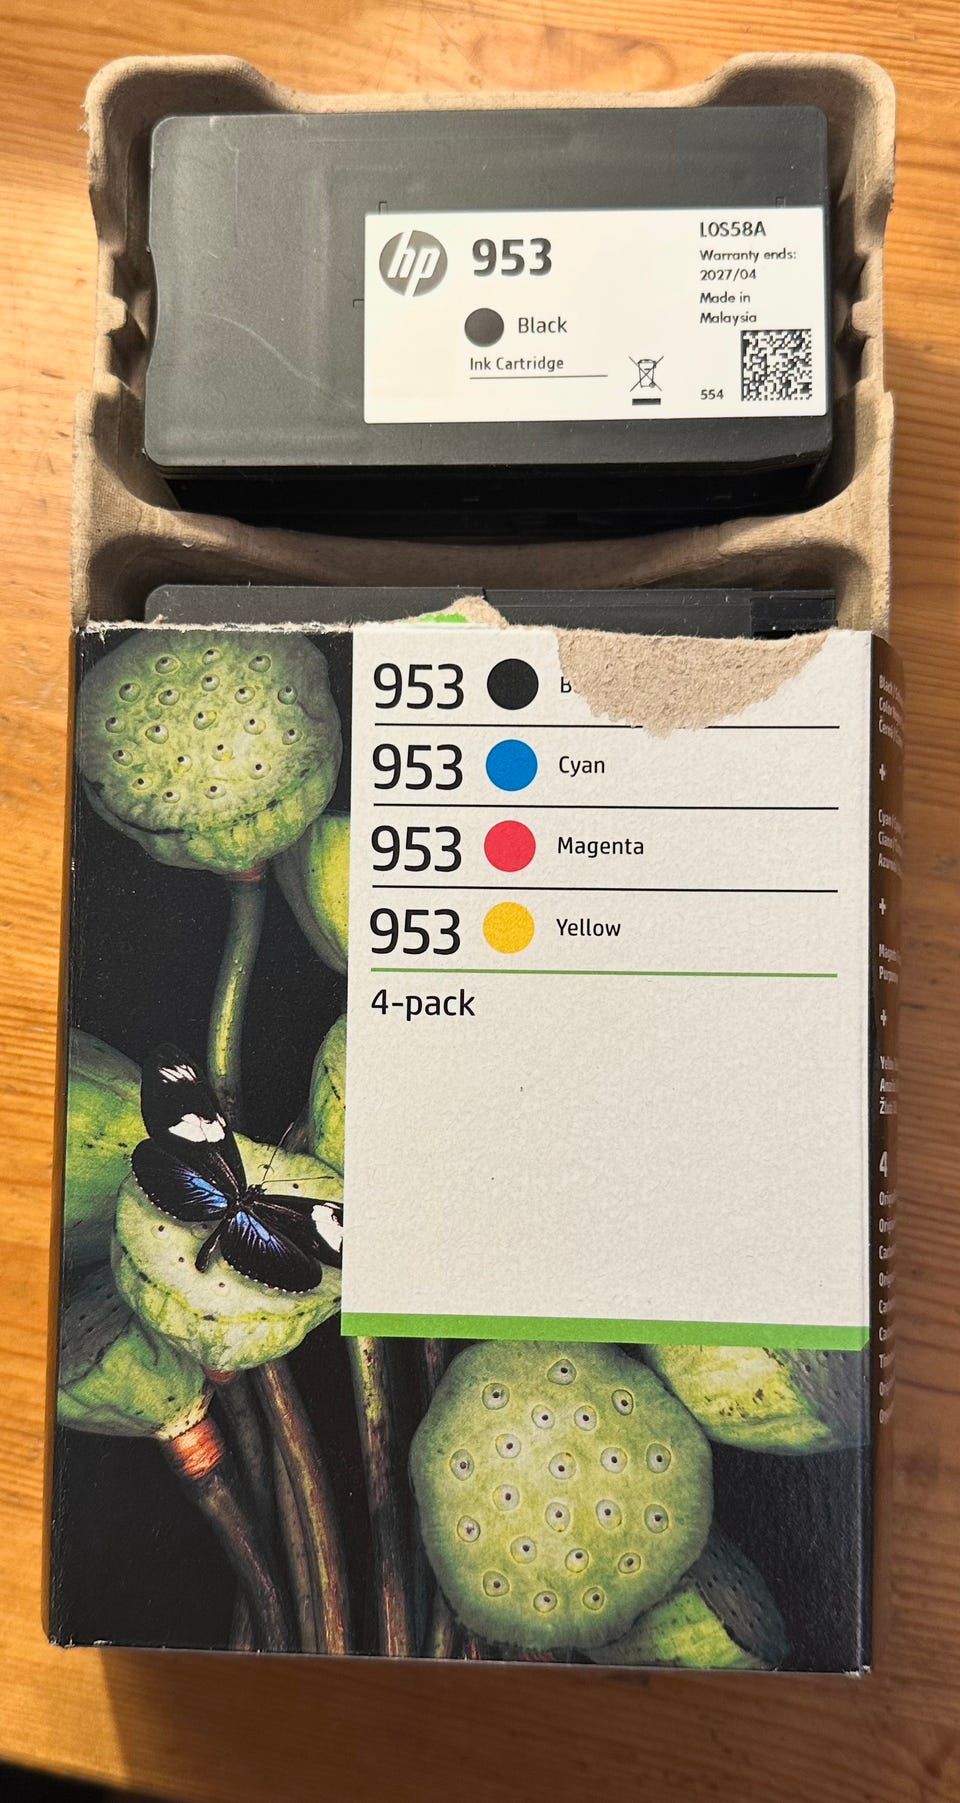 hp
953
Black
Ink Cartridge
L0S58A
Warranty ends:
2027/04
Made in
Malaysia
554
953
953 Cyan
953 Magenta
953 Yellow
4-pack
+
+
+
4